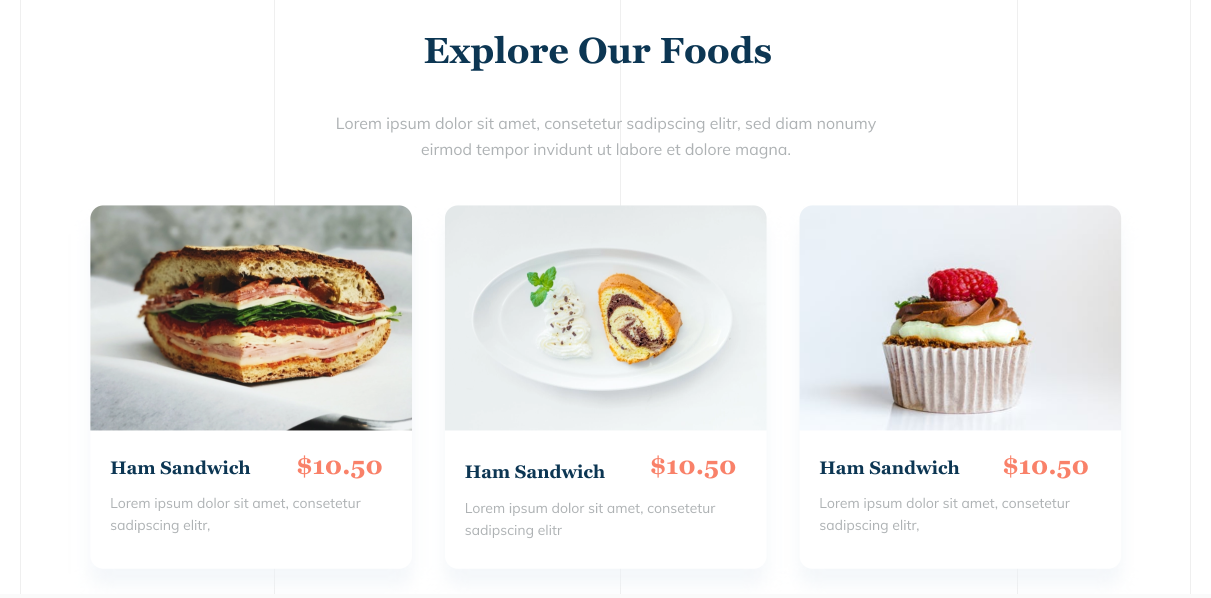 Explore Our Foods
Lorem ipsum dolor sit amet, consetetur sadipscing elitr, sed diam nonumy
eirmod tempor invidunt ut labore et dolore magna.
Ham Sandwich $10.50
Lorem ipsum dolor sit amet, consetetur
sadipscing elitr,
Ham Sandwich $10.50
Lorem ipsum dolor sit amet, consetetur
sadipscing elitr
Ham Sandwich $10.50
Lorem ipsum dolor sit amet, consetetur
sadipscing elitr,